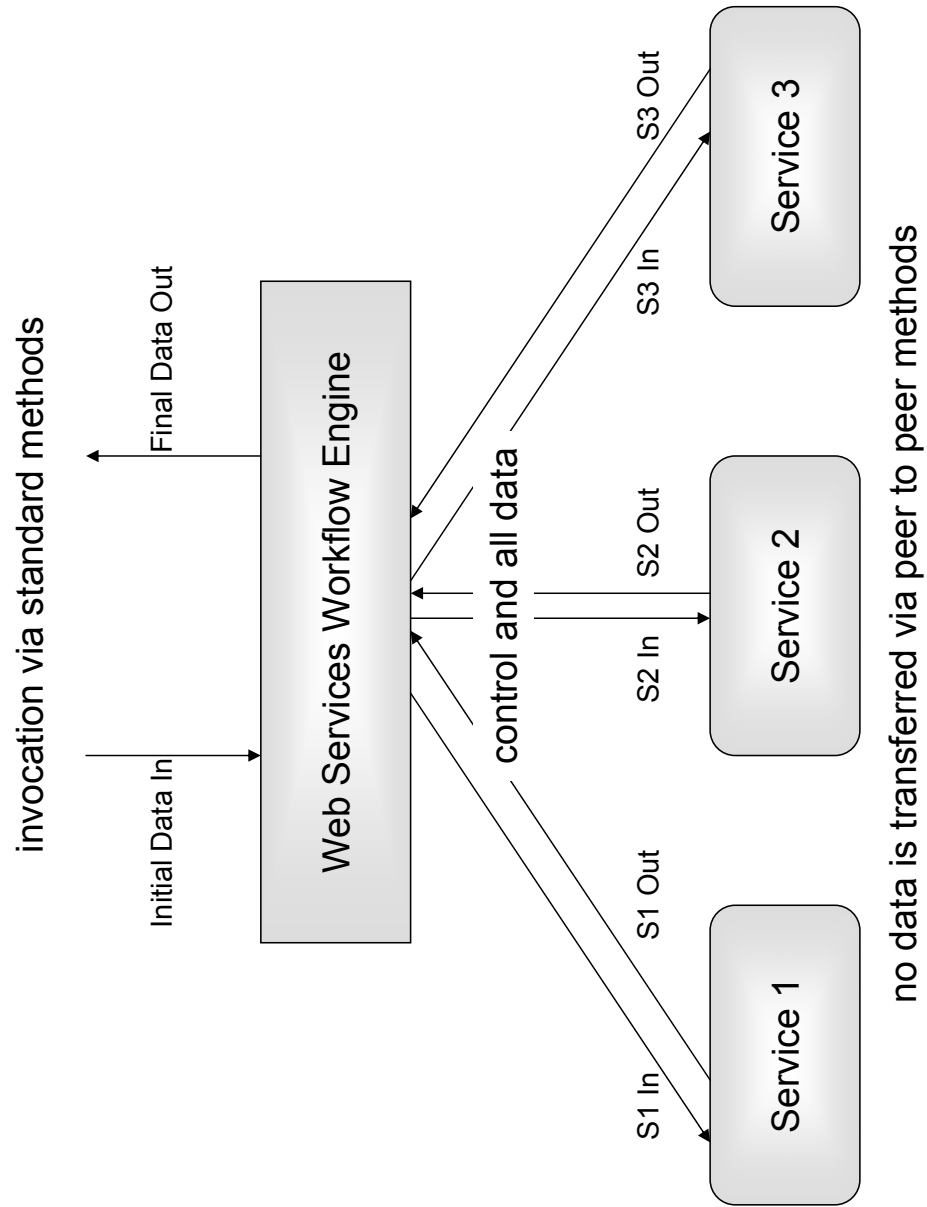 invocation via standard methods
Initial Data In
Final Data Out
Web Services Workflow Engine
control and all data
S1 In
S1 Out
S2 In
S2 Out
S3 In
S3 Out
Service 1
Service 2
Service 3
no data is transferred via peer to peer methods